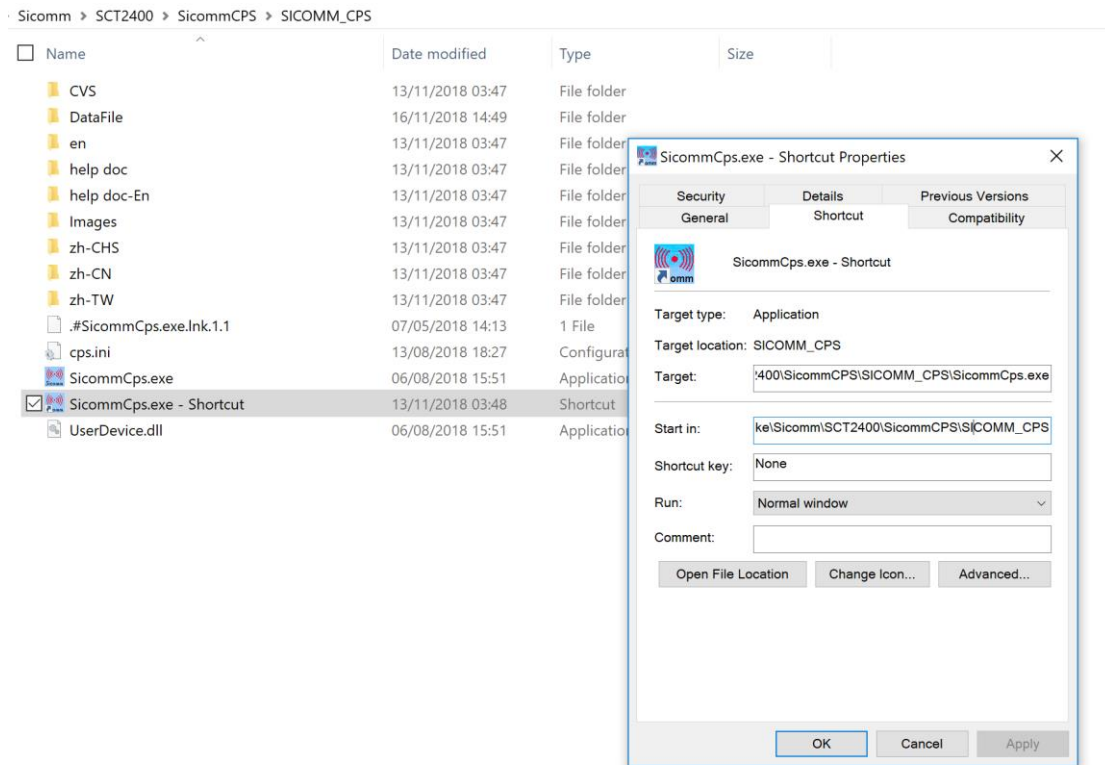 Sicomm > SCT2400 > SicommCPS > SICOMM_CPS
Name Date modified Type Size
CVS 13/11/2018 03:47 File folder
DataFile 16/11/2018 14:49 File folder
en 13/11/2018 03:47 File folder
help doc 13/11/2018 03:47 File folder
help doc-En 13/11/2018 03:47 File folder
Images 13/11/2018 03:47 File folder
zh-CHS 13/11/2018 03:47 File folder
zh-CN 13/11/2018 03:47 File folder
zh-TW 13/11/2018 03:47 File folder
.#SicommCps.exe.lnk.1.1 07/05/2018 14:13 1 File
cps.ini 13/08/2018 18:27 Configurat
SicommCps.exe 06/08/2018 15:51 Application
SicommCps.exe - Shortcut 13/11/2018 03:48 Shortcut
UserDevice.dll 06/08/2018 15:51 Application
SicommCps.exe - Shortcut Properties
Security Details Previous Versions
General Shortcut Compatibility
omm
SicommCps.exe - Shortcut
Target type: Application
Target location: SICOMM_CPS
Target: 2400\SicommCPS\SICOMM_CPS\SicommCps.exe
Start in: ke\Sicomm\SCT2400\SicommCPS\SICOMM_CPS
Shortcut key: None
Run: Normal window
Comment:
Open File Location Change Icon... Advanced...
OK Cancel Apply